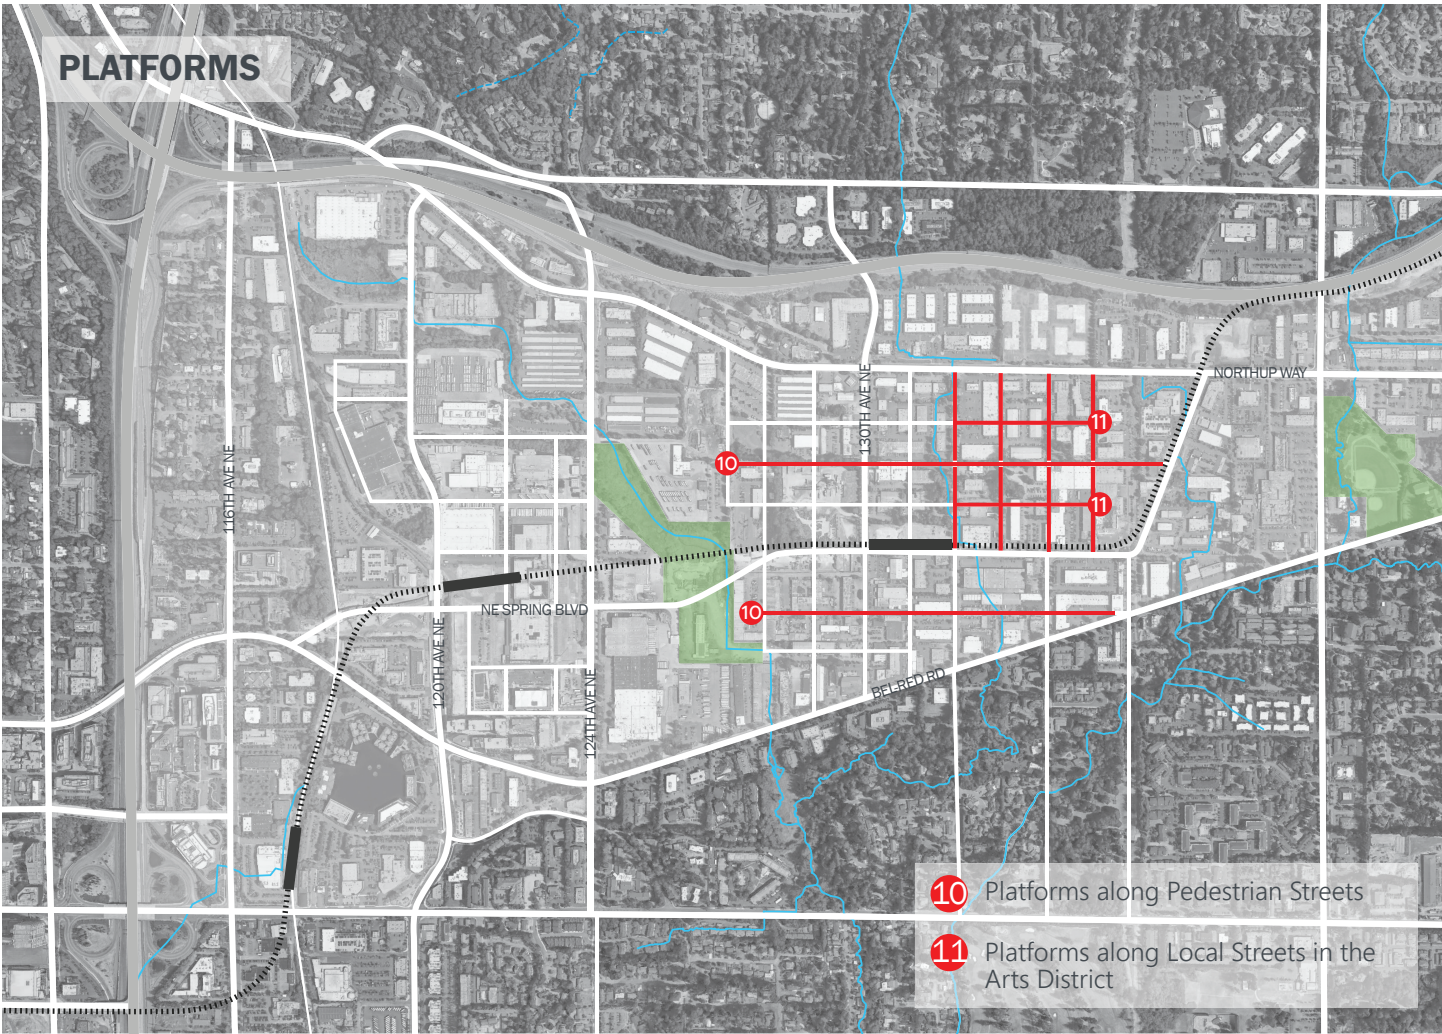 PLATFORMS
NORTHUP WAY
130TH AVE NE
11
10
116TH AVE NE
11
NE SPRING BLVD
10
120TH AVE NE
124TH AVE NE
BEL-RED RD
10 Platforms along Pedestrian Streets
11 Platforms along Local Streets in the
Arts District